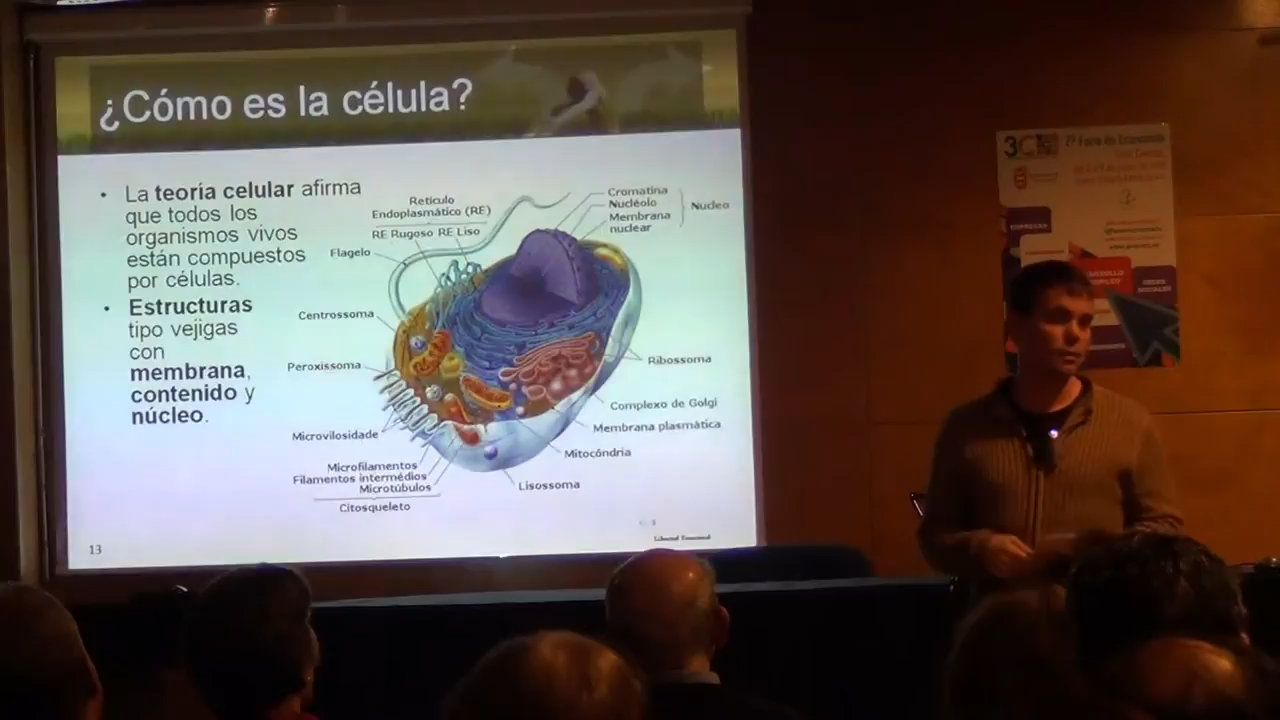 ¿Cómo es la célula?
• La teoría celular afirma
que todos los
organismos vivos
están compuestos
por células.
• Estructuras
tipo vejigas
con
membrana,
contenido y
núcleo.
Retículo
Endoplasmático (RE)
RE Rugoso RE Liso
Flagelo
Centrossoma
Peroxissoma
Microvilosidade
Microfilamentos
Filamentos intermédios
Microtúbulos
Citosqueleto
Cromatina
Nucléolo
Membrana
nuclear
Nucleo
Ribossoma
Complexo de Golgi
Membrana plasmática
Mitocôndria
Lisossoma
13
3C